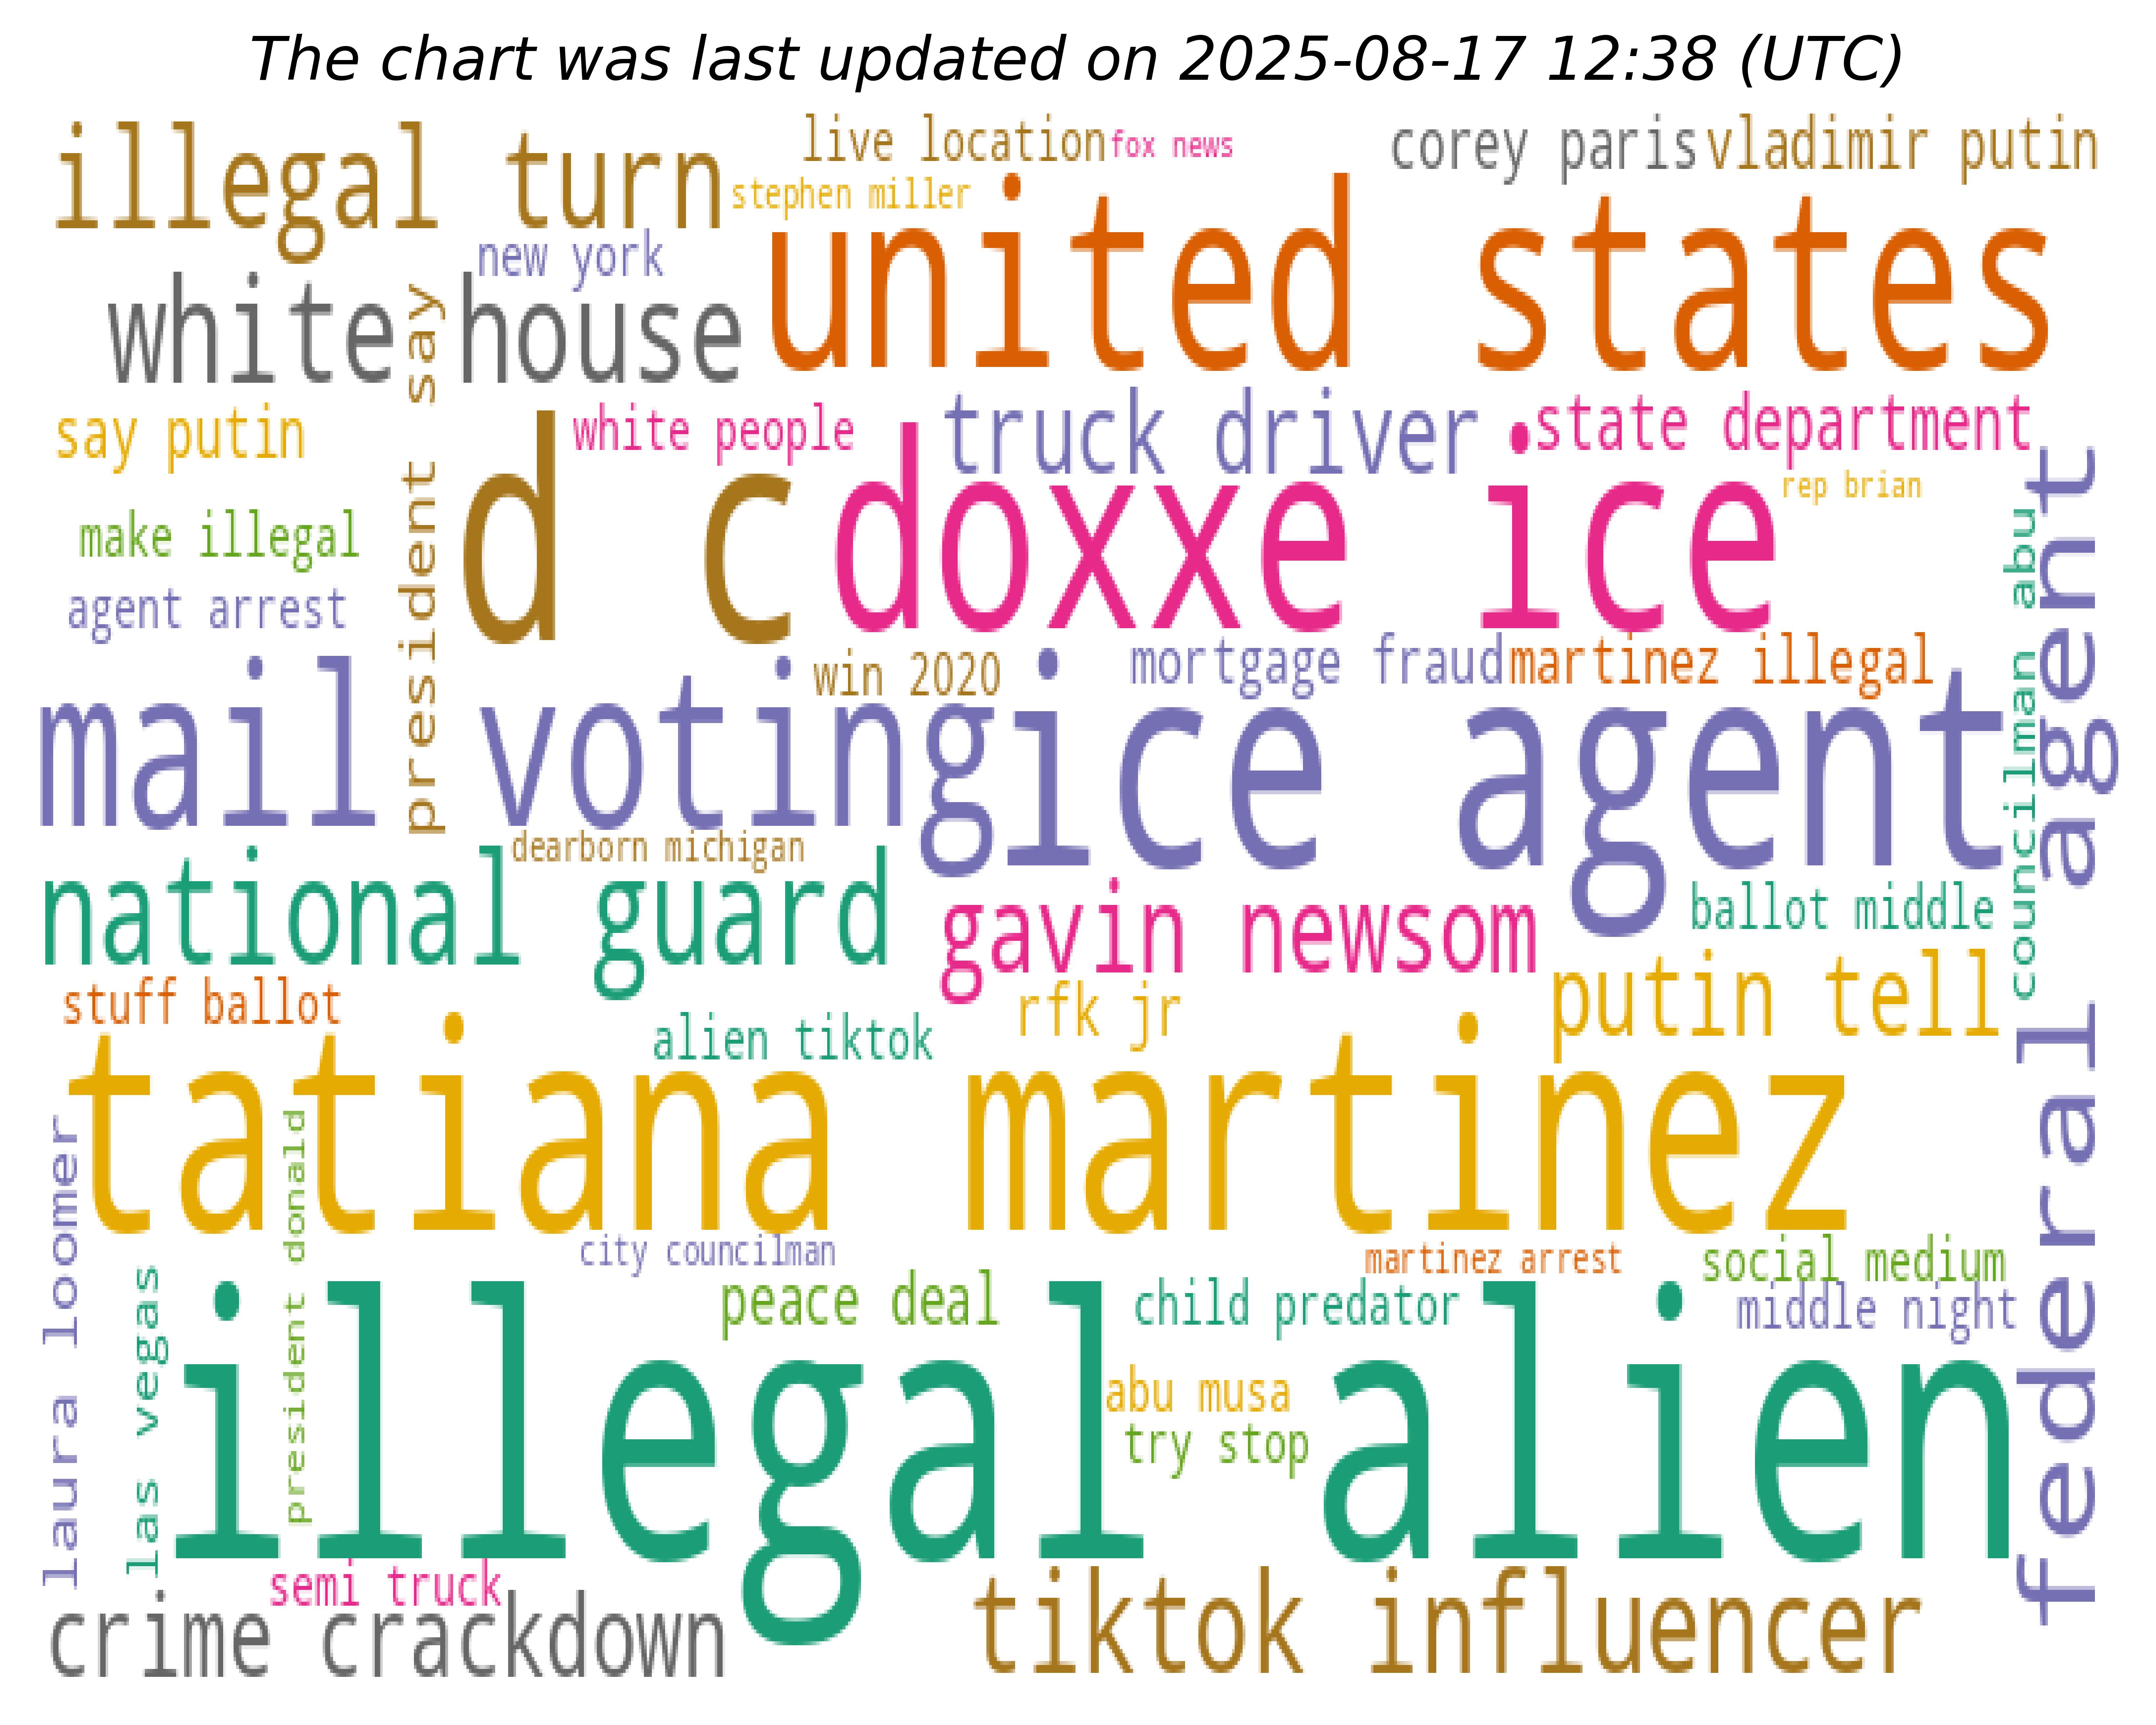 The chart was last updated on 2025-08-17 12:38 (UTC)
illegal turn
live location
fox news
corey paris
vladimir putin
stephen miller
united states
new york
white house
president say
say putin
white people
truck driver
state department
d c
doxxe ice
rep brian
make illegal
agent arrest
councilman abu
federal agent
mail voting
win 2020
mortgage fraud
martinez illegal
ice agent
dearborn michigan
national guard
gavin newsom
ballot middle
stuff ballot
alien tiktok
rfk jr
putin tell
tatiana martinez
laura loomer
las vegas
president donald
city councilman
martinez arrest
social medium
peace deal
child predator
middle night
illegal alien
abu musa
try stop
semi truck
crime crackdown
tiktok influencer